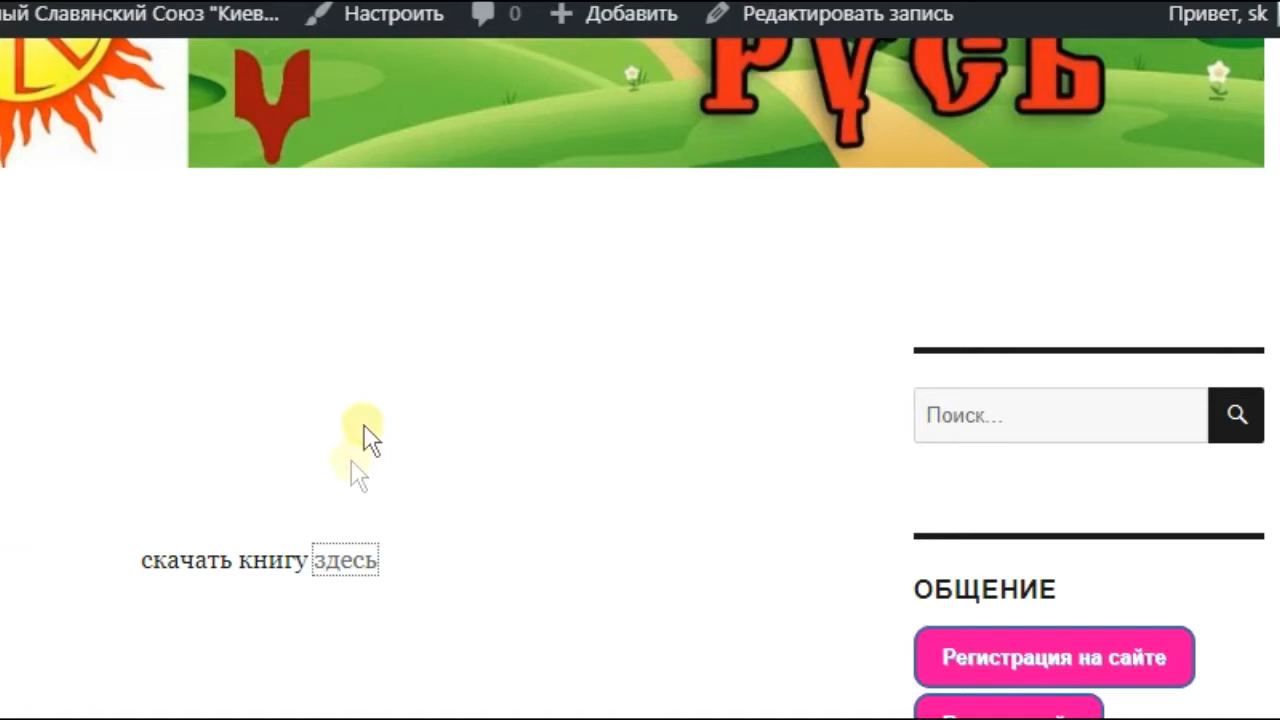 ый Славянский Союз "Киев... Настроить 0 Добавить Редактировать запись Привет, sk
РУСЬ
Поиск...
скачать книгу здесь
ОБЩЕНИЕ
Регистрация на сайте